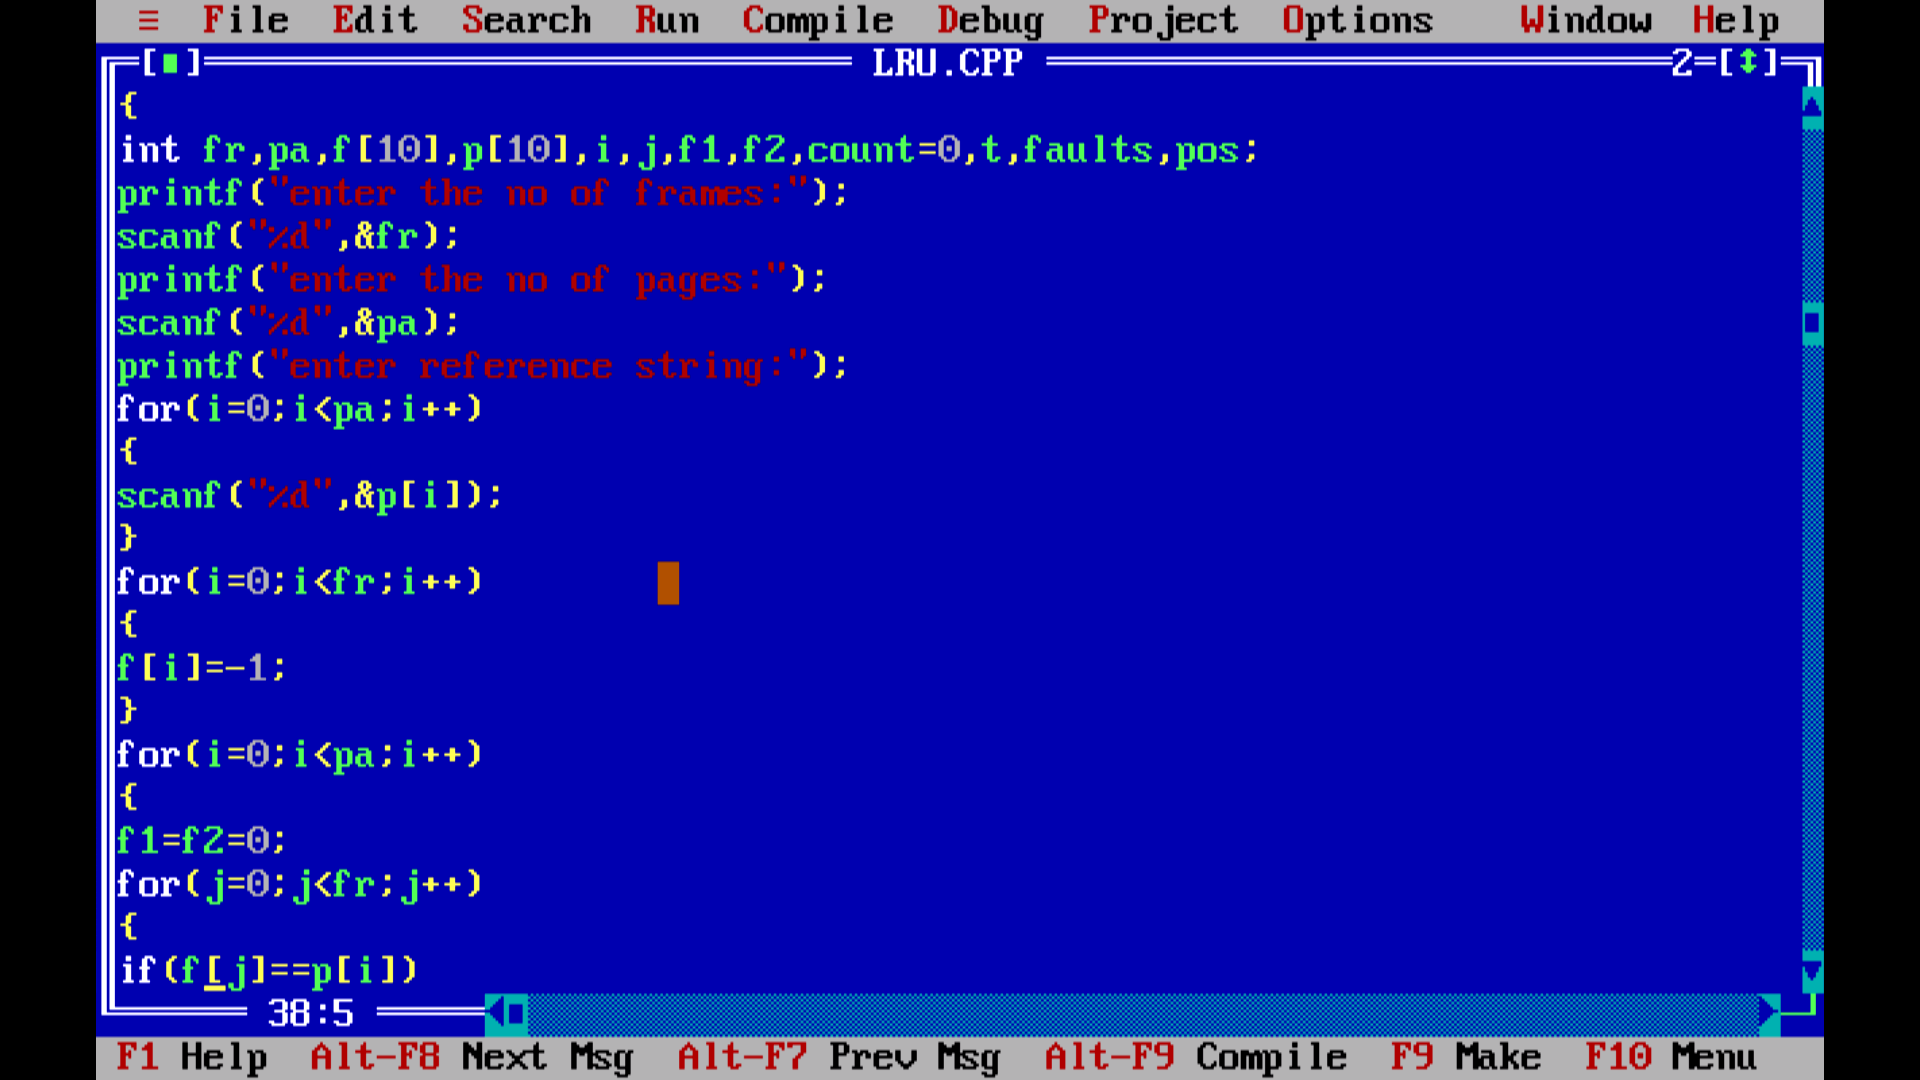 ≡ File Edit Search Run Compile Debug Project Options Window Help
[■] LRU.CPP 2=[↕]
{
int fr,pa,f[10],p[10],i,j,f1,f2,count=0,t,faults,pos;
printf("enter the no of frames:");
scanf("%d",&fr);
printf("enter the no of pages:");
scanf("%d",&pa);
printf("enter reference string:");
for(i=0;i<pa;i++)
{
scanf("%d",&p[i]);
}
for(i=0;i<fr;i++)
{
f[i]=-1;
}
for(i=0;i<pa;i++)
{
f1=f2=0;
for(j=0;j<fr;j++)
{
if(f[j]==p[i])
38:5
F1 Help Alt-F8 Next Msg Alt-F7 Prev Msg Alt-F9 Compile F9 Make F10 Menu